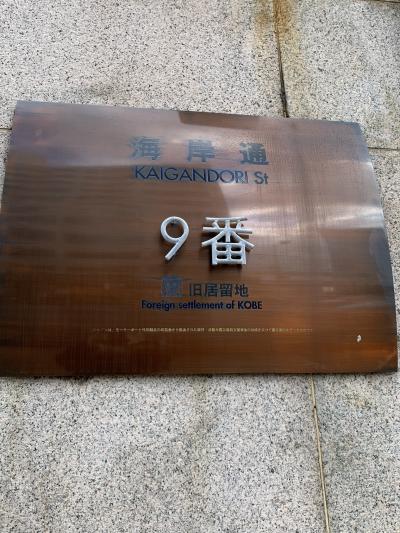 海岸通
KAIGANDORI St
9番
旧居留地
Foreign settlement of KOBE